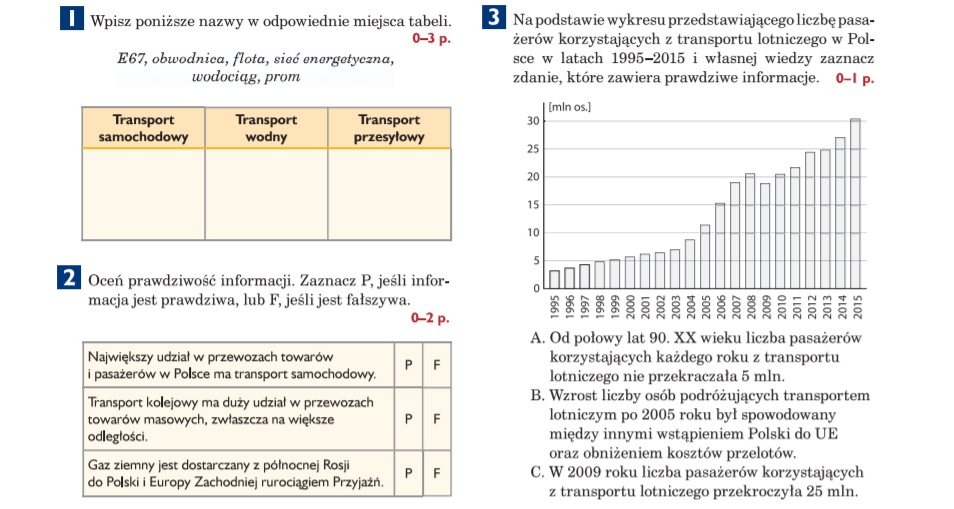 1 Wpisz poniższe nazwy w odpowiednie miejsca tabeli.
0–3 p.
E67, obwodnica, flota, sieć energetyczna,
wodociąg, prom
Transport samochodowy
Transport wodny
Transport przesyłowy
2 Oceń prawdziwość informacji. Zaznacz P, jeśli infor-
macja jest prawdziwa, lub F, jeśli jest fałszywa.
0–2 p.
Największy udział w przewozach towarów
i pasażerów w Polsce ma transport samochodowy.
P F
Transport kolejowy ma duży udział w przewozach
towarów masowych, zwłaszcza na większe
odległości.
P F
Gaz ziemny jest dostarczany z północnej Rosji
do Polski i Europy Zachodniej rurociągiem Przyjaźń.
P F
3 Na podstawie wykresu przedstawiającego liczbę pasa-
żerów korzystających z transportu lotniczego w Pol-
sce w latach 1995–2015 i własnej wiedzy zaznacz
zdanie, które zawiera prawdziwe informacje. 0–1 p.
[mln os.]
30
25
20
15
10
5
0
1995 1996 1997 1998 1999 2000 2001 2002 2003 2004 2005 2006 2007 2008 2009 2010 2011 2012 2013 2014 2015
A. Od połowy lat 90. XX wieku liczba pasażerów
korzystających każdego roku z transportu
lotniczego nie przekraczała 5 mln.
B. Wzrost liczby osób podróżujących transportem
lotniczym po 2005 roku był spowodowany
między innymi wstąpieniem Polski do UE
oraz obniżeniem kosztów przelotów.
C. W 2009 roku liczba pasażerów korzystających
z transportu lotniczego przekroczyła 25 mln.